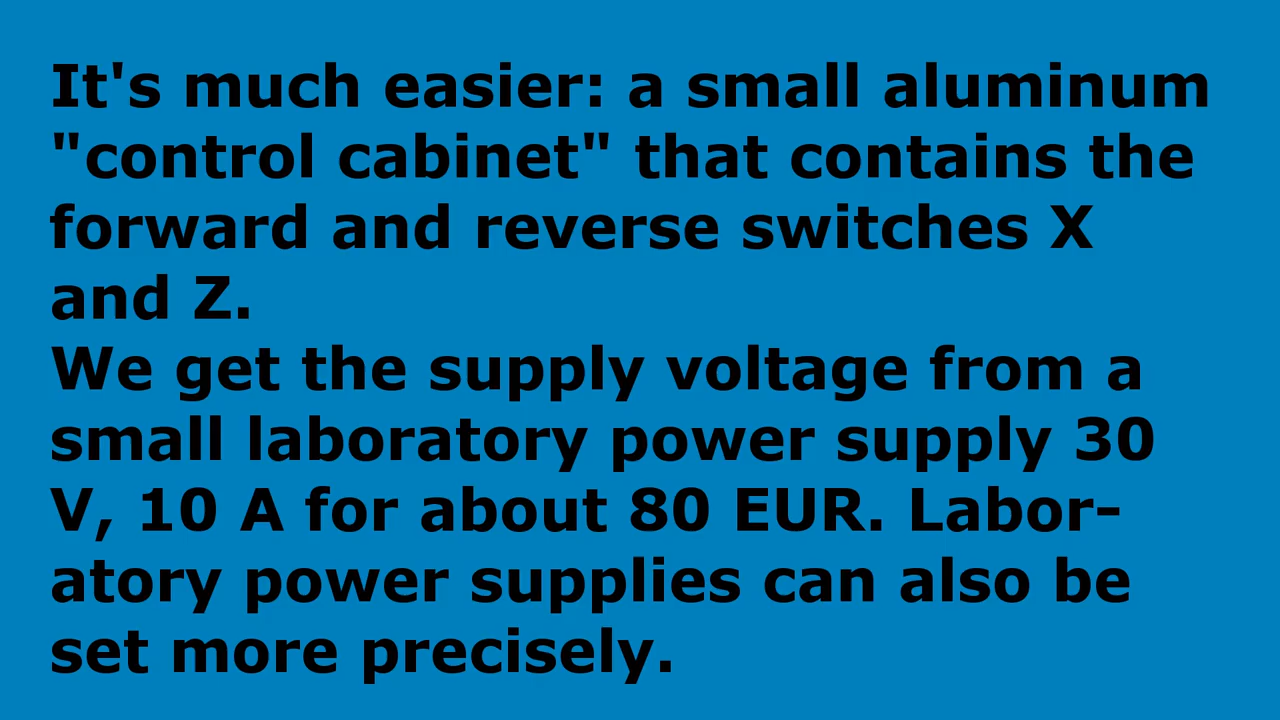 It's much easier: a small aluminum
"control cabinet" that contains the
forward and reverse switches X
and Z.
We get the supply voltage from a
small laboratory power supply 30
V, 10 A for about 80 EUR. Labor-
atory power supplies can also be
set more precisely.